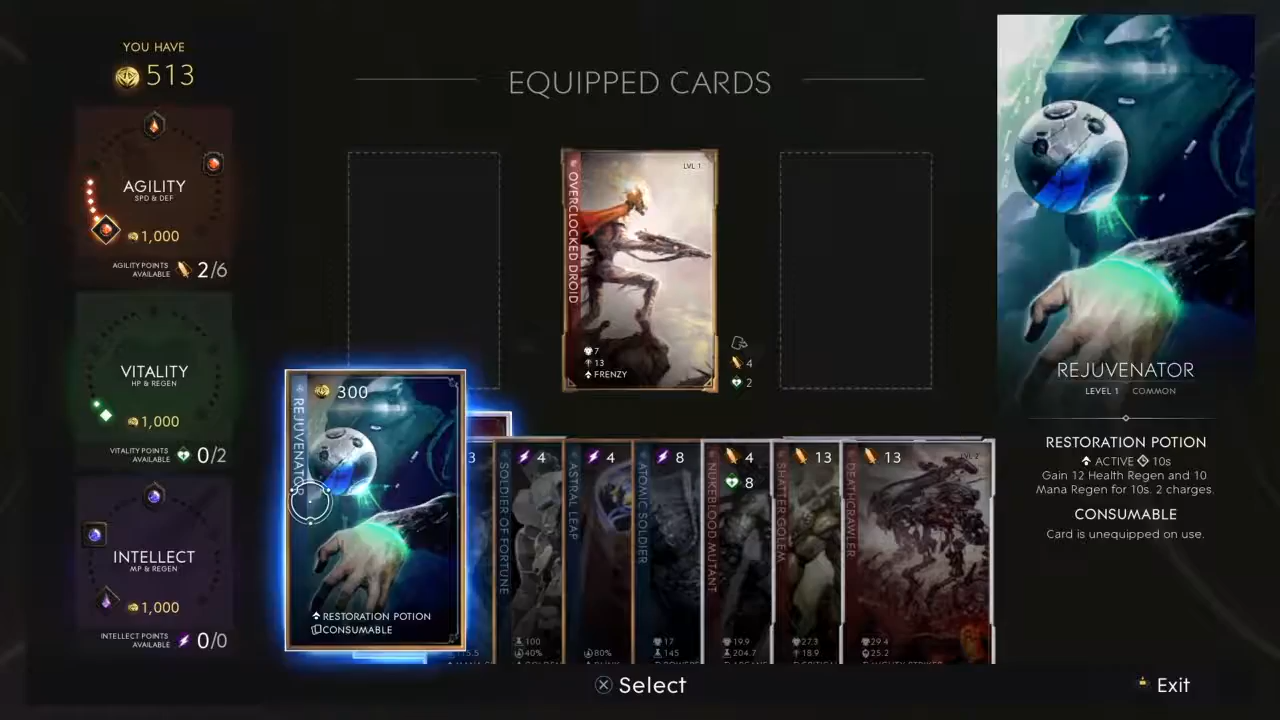 YOU HAVE
513
EQUIPPED CARDS
AGILITY
SPD & DEF
1,000
AGILITY POINTS
AVAILABLE
2/6
VITALITY
HP & REGEN
1,000
VITALITY POINTS
AVAILABLE
0/2
INTELLECT
MP & REGEN
1,000
INTELLECT POINTS
AVAILABLE
0/0
LVL 1
OVERCLOCKED DROID
7
13
FRENZY
4
2
300
REJUVENATOR
RESTORATION POTION
CONSUMABLE
3
4
SOLDIER OF FORTUNE
100
40%
4
ASTRAL LEAP
80%
8
ATOMIC SOLDIER
17
145
4
8
NUKEBLOOD MUTANT
19.9
204.7
13
SHATTER GOLEM
27.3
18.9
13
LVL 2
DEATHCRAWLER
29.4
25.2
REJUVENATOR
LEVEL 1 COMMON
RESTORATION POTION
ACTIVE 10s
Gain 12 Health Regen and 10
Mana Regen for 10s. 2 charges.
CONSUMABLE
Card is unequipped on use.
Select
Exit